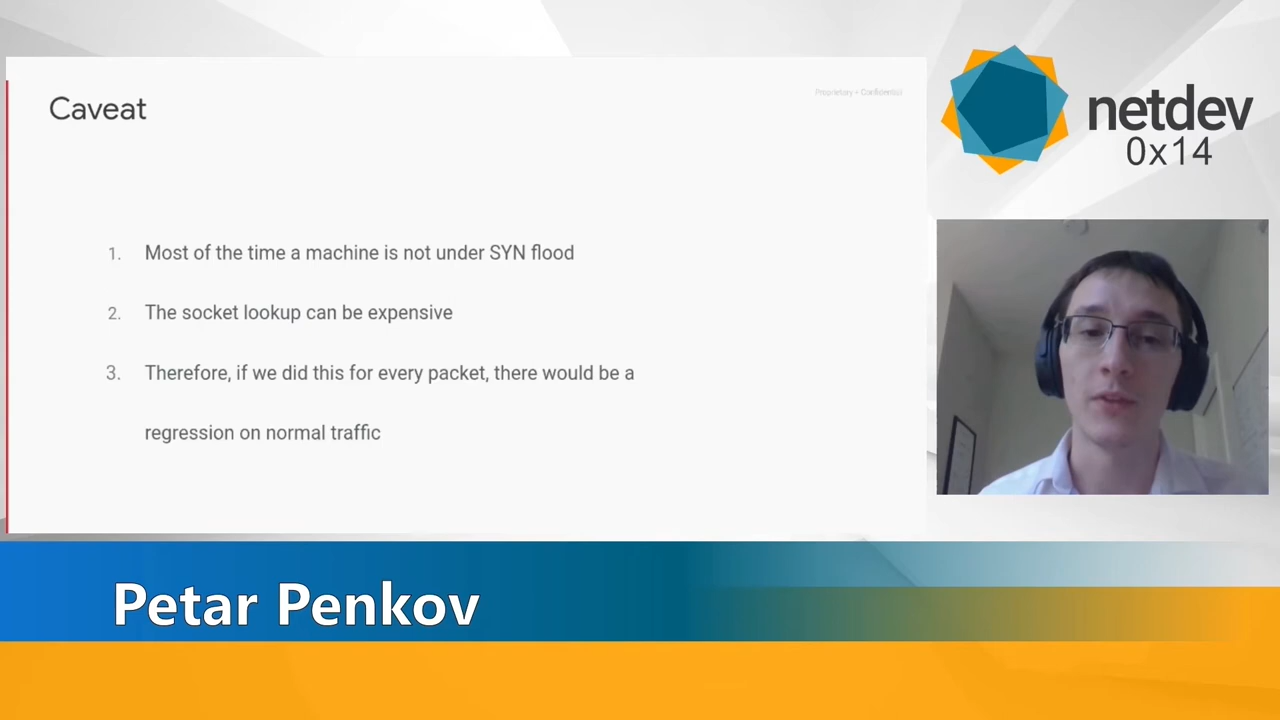 Caveat
Proprietary + Confidential
1. Most of the time a machine is not under SYN flood
2. The socket lookup can be expensive
3. Therefore, if we did this for every packet, there would be a
regression on normal traffic
netdev
0x14
Petar Penkov